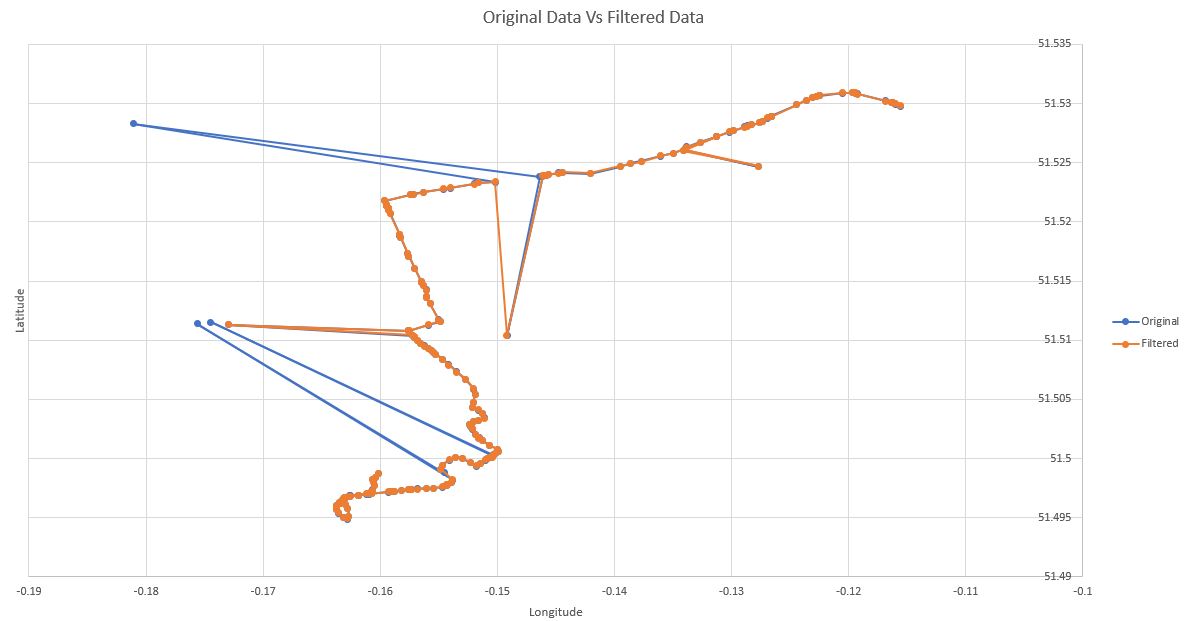 Original Data Vs Filtered Data
51.535
51.53
51.525
51.52
51.515
51.51
51.505
51.5
51.495
51.49
Latitude
Original
Filtered
-0.19 -0.18 -0.17 -0.16 -0.15 -0.14 -0.13 -0.12 -0.11 -0.1
Longitude